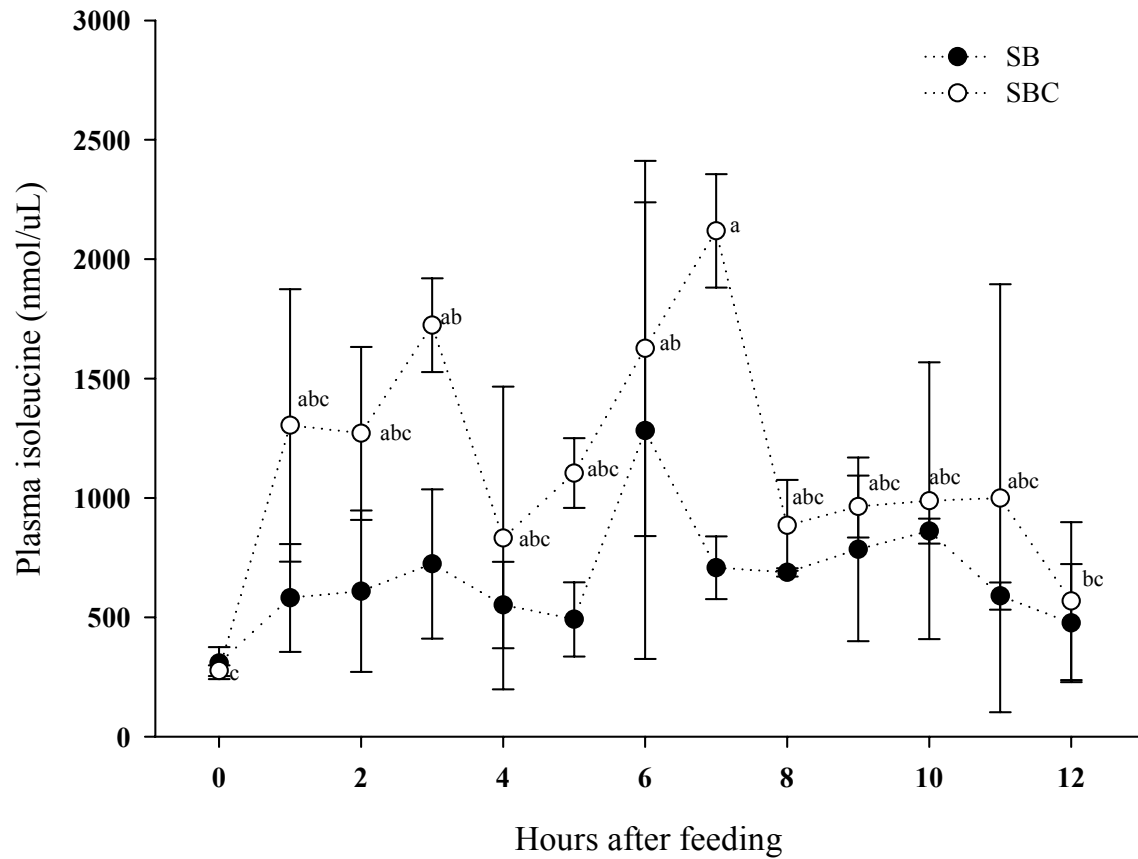 3000
2500
2000
1500
1000
500
0
Plasma isoleucine (nmol/uL)
SB
SBC
c
abc
abc
ab
abc
abc
ab
a
abc
abc
abc
abc
bc
0 2 4 6 8 10 12
Hours after feeding